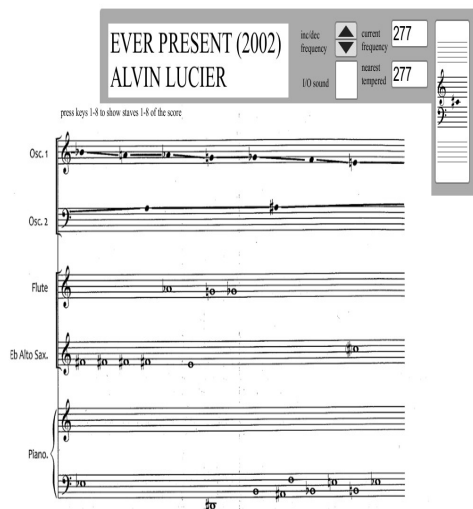 EVER PRESENT (2002)
ALVIN LUCIER
inc/dec
frequency
current
frequency
277
I/O sound
nearest
tempered
277
press keys 1-8 to show staves 1-8 of the score
Osc. 1
Osc. 2
Flute
Eb Alto Sax.
Piano.